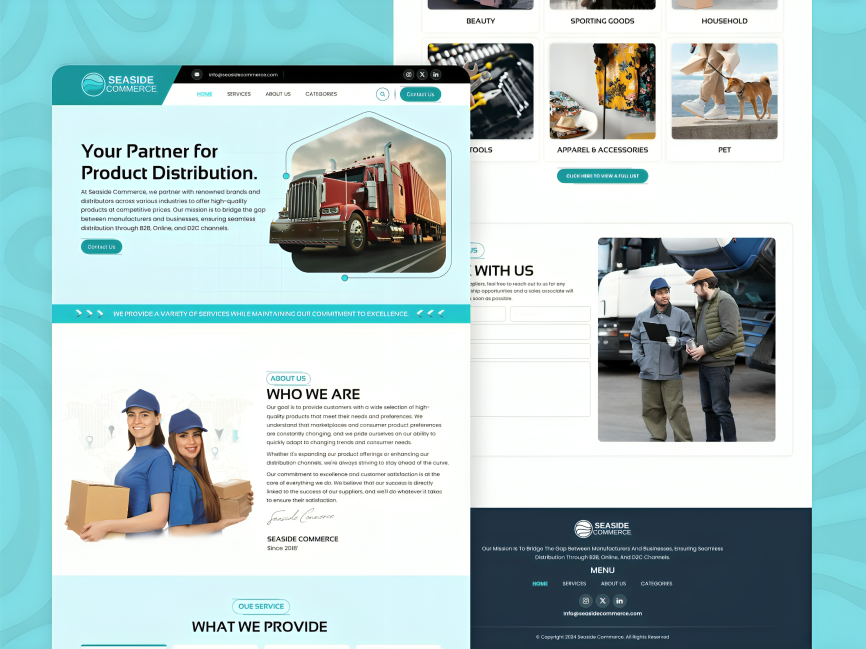 SEASIDE
COMMERCE
info@seasidecommerce.com
HOME
SERVICES
ABOUT US
CATEGORIES
Contact Us
Your Partner for
Product Distribution.
At Seaside Commerce, we partner with renowned brands and
distributors across various industries to offer high-quality
products at competitive prices. Our mission is to bridge the gap
between manufacturers and businesses, ensuring seamless
distribution through B2B, Online, and D2C channels.
Contact Us
WE PROVIDE A VARIETY OF SERVICES WHILE MAINTAINING OUR COMMITMENT TO EXCELLENCE.
ABOUT US
WHO WE ARE
Our goal is to provide customers with a wide selection of high-
quality products that meet their needs and preferences. We
understand that marketplaces and consumer product preferences
are constantly changing, and we pride ourselves on our ability to
quickly adapt to changing trends and consumer needs.
Whether it's expanding our product offerings or enhancing our
distribution channels, we're always striving to stay ahead of the curve.
Our commitment to excellence and customer satisfaction is at the
core of everything we do. We believe that our success is directly
linked to the success of our suppliers, and we'll do whatever it takes
to ensure their satisfaction.
Seaside Commerce
SEASIDE COMMERCE
Since 2018'
OUE SERVICE
WHAT WE PROVIDE
BEAUTY
SPORTING GOODS
HOUSEHOLD
TOOLS
APPAREL & ACCESSORIES
PET
CLICK HERE TO VIEW A FULL LIST
US
WITH US
feel free to reach out to us for any
opportunities and a sales associate will
soon as possible.
SEASIDE
COMMERCE
Our Mission Is To Bridge The Gap Between Manufacturers And Businesses, Ensuring Seamless
Distribution Through B2B, Online, And D2C Channels.
MENU
HOME
SERVICES
ABOUT US
CATEGORIES
Info@seasidecommerce.com
© Copyright 2024 Seaside Commerce. All Rights Reserved